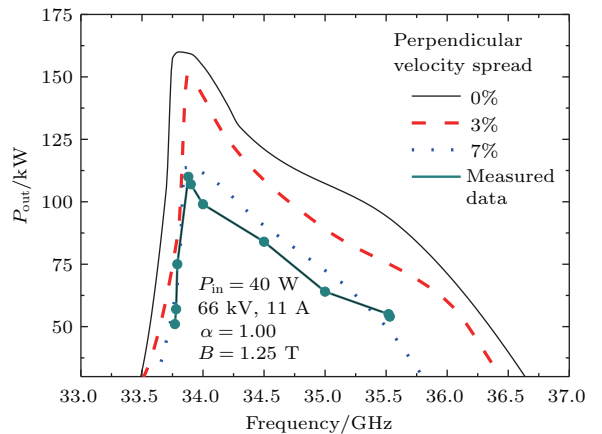 175
150
125
100
75
50
P_out/kW
Perpendicular
velocity spread
0%
3%
7%
Measured
data
P_in = 40 W
66 kV, 11 A
α = 1.00
B = 1.25 T
33.0 33.5 34.0 34.5 35.0 35.5 36.0 36.5 37.0
Frequency/GHz